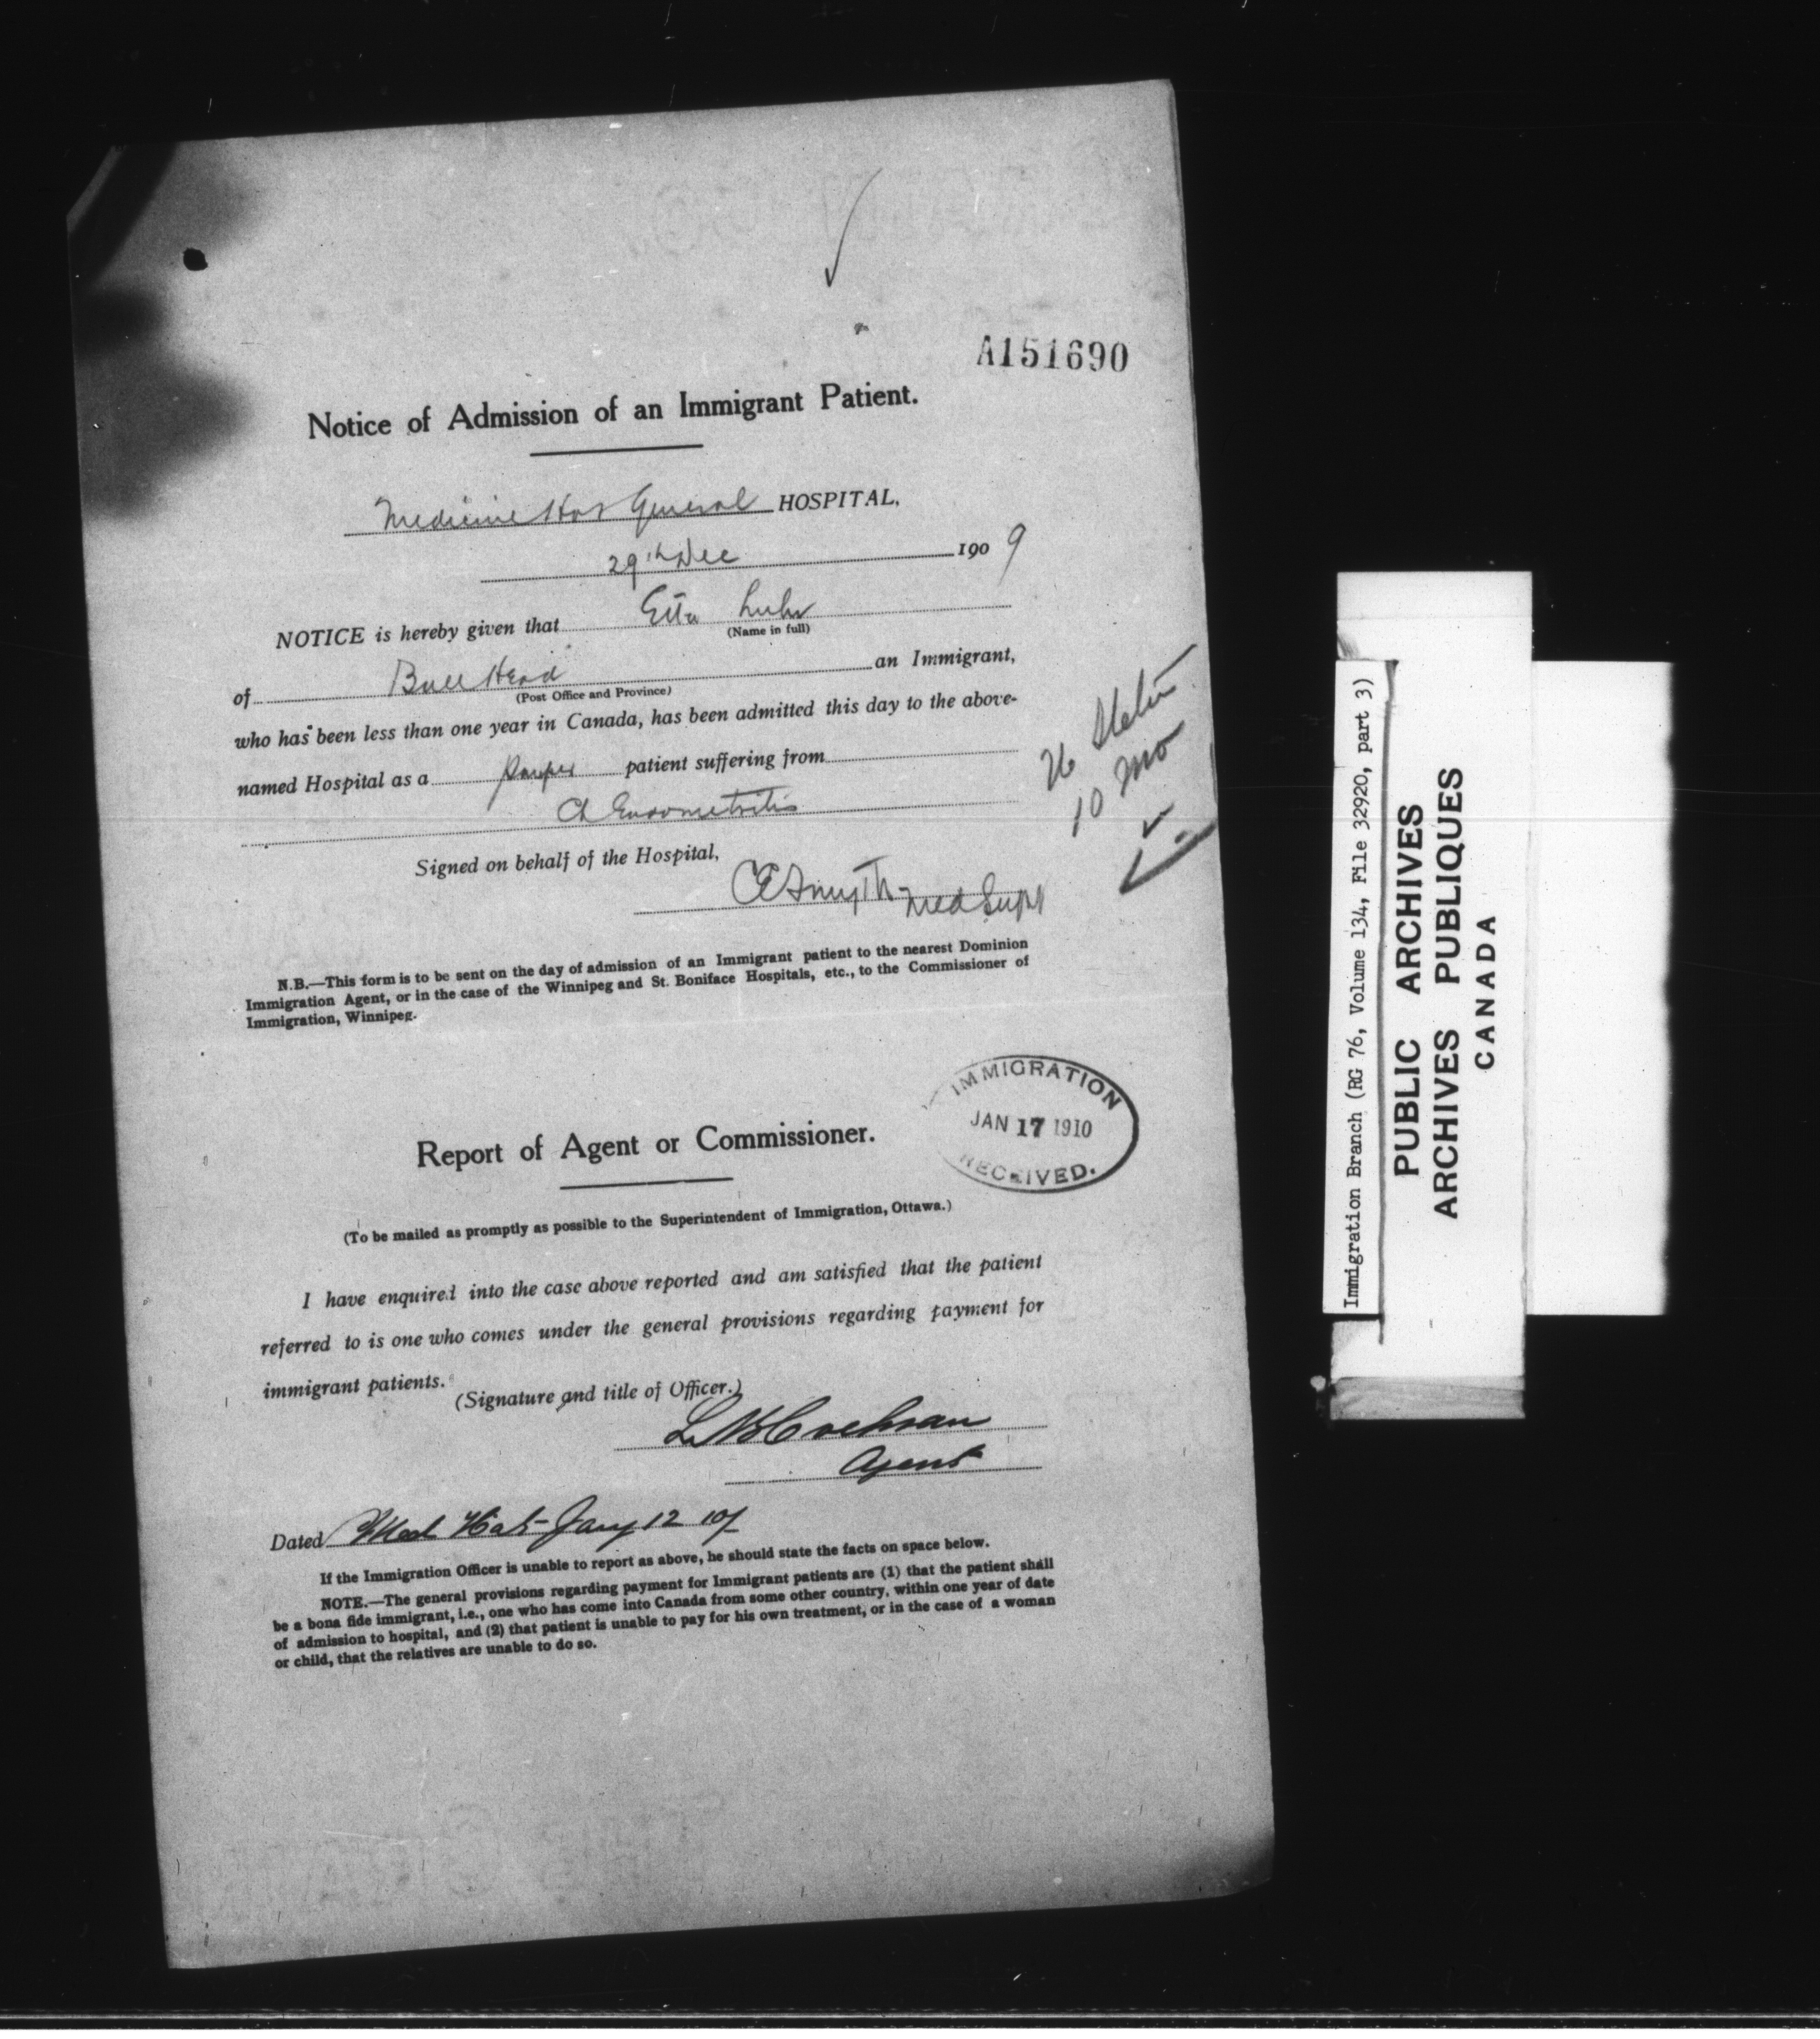 A151690
Notice of Admission of an Immigrant Patient.
Medicine Hat General HOSPITAL,
29th Dec 1909
NOTICE is hereby given that Etta
(Name in full)
of Bull Head an Immigrant,
(Post Office and Province)
who has been less than one year in Canada, has been admitted this day to the above-
named Hospital as a Pauper patient suffering from
Ch Endometritis
26
10 mo
Signed on behalf of the Hospital,
CE Smyth Med Supt
N.B.—This form is to be sent on the day of admission of an Immigrant patient to the nearest Dominion
Immigration Agent, or in the case of the Winnipeg and St. Boniface Hospitals, etc., to the Commissioner of
Immigration, Winnipeg.
IMMIGRATION
JAN 17 1910
RECEIVED.
Report of Agent or Commissioner.
(To be mailed as promptly as possible to the Superintendent of Immigration, Ottawa.)
I have enquired into the case above reported and am satisfied that the patient
referred to is one who comes under the general provisions regarding payment for
immigrant patients.
(Signature and title of Officer.)
L N Cochran
Agent
Dated Med Hat Jany 12 10/
If the Immigration Officer is unable to report as above, he should state the facts on space below.
NOTE.—The general provisions regarding payment for Immigrant patients are (1) that the patient shall
be a bona fide immigrant, i.e., one who has come into Canada from some other country, within one year of date
of admission to hospital, and (2) that patient is unable to pay for his own treatment, or in the case of a woman
or child, that the relatives are unable to do so.
Immigration Branch (RG 76, Volume 134, File 32920, part 3)
PUBLIC ARCHIVES
ARCHIVES PUBLIQUES
CANADA